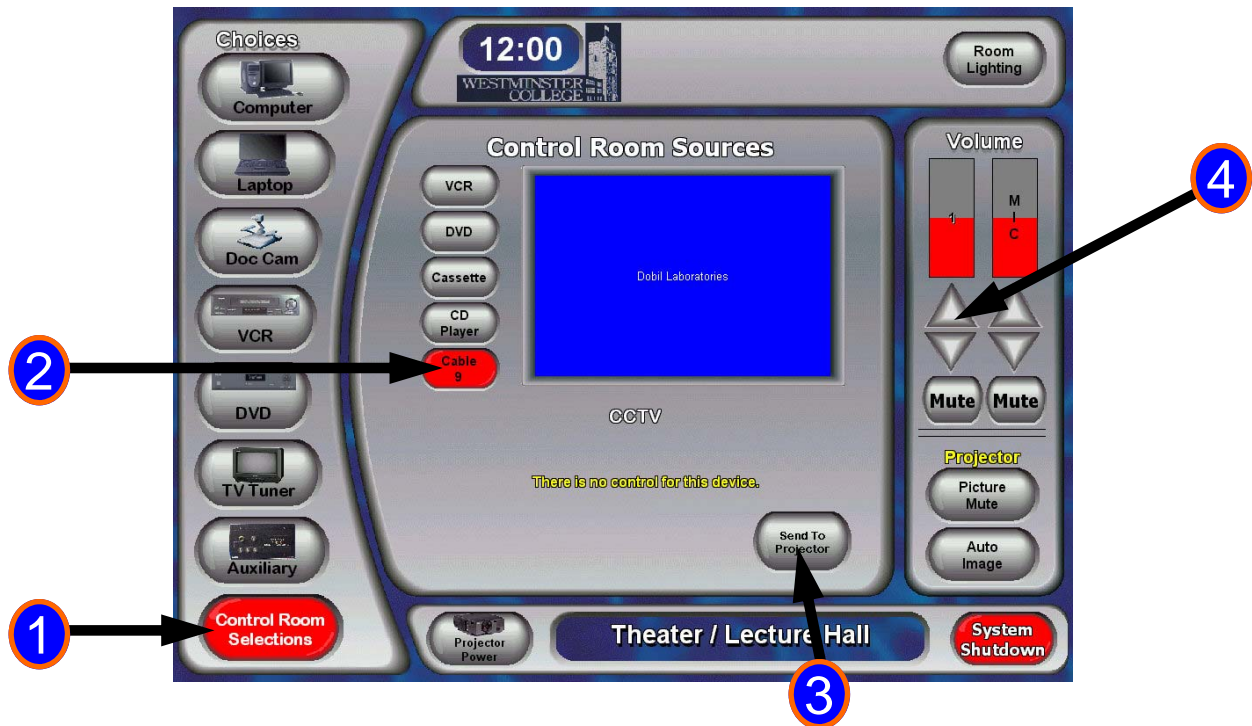 Choices
Computer
Laptop
Doc Cam
VCR
DVD
TV Tuner
Auxiliary
Control Room
Selections
12:00
WESTMINSTER
COLLEGE
Room
Lighting
Control Room Sources
VCR
DVD
Cassette
CD
Player
Cable
9
Dobil Laboratories
CCTV
There is no control for this device.
Send To
Projector
Volume
1
M
I
C
Mute
Mute
Projector
Picture
Mute
Auto
Image
Projector
Power
Theater / Lecture Hall
System
Shutdown
1
2
3
4